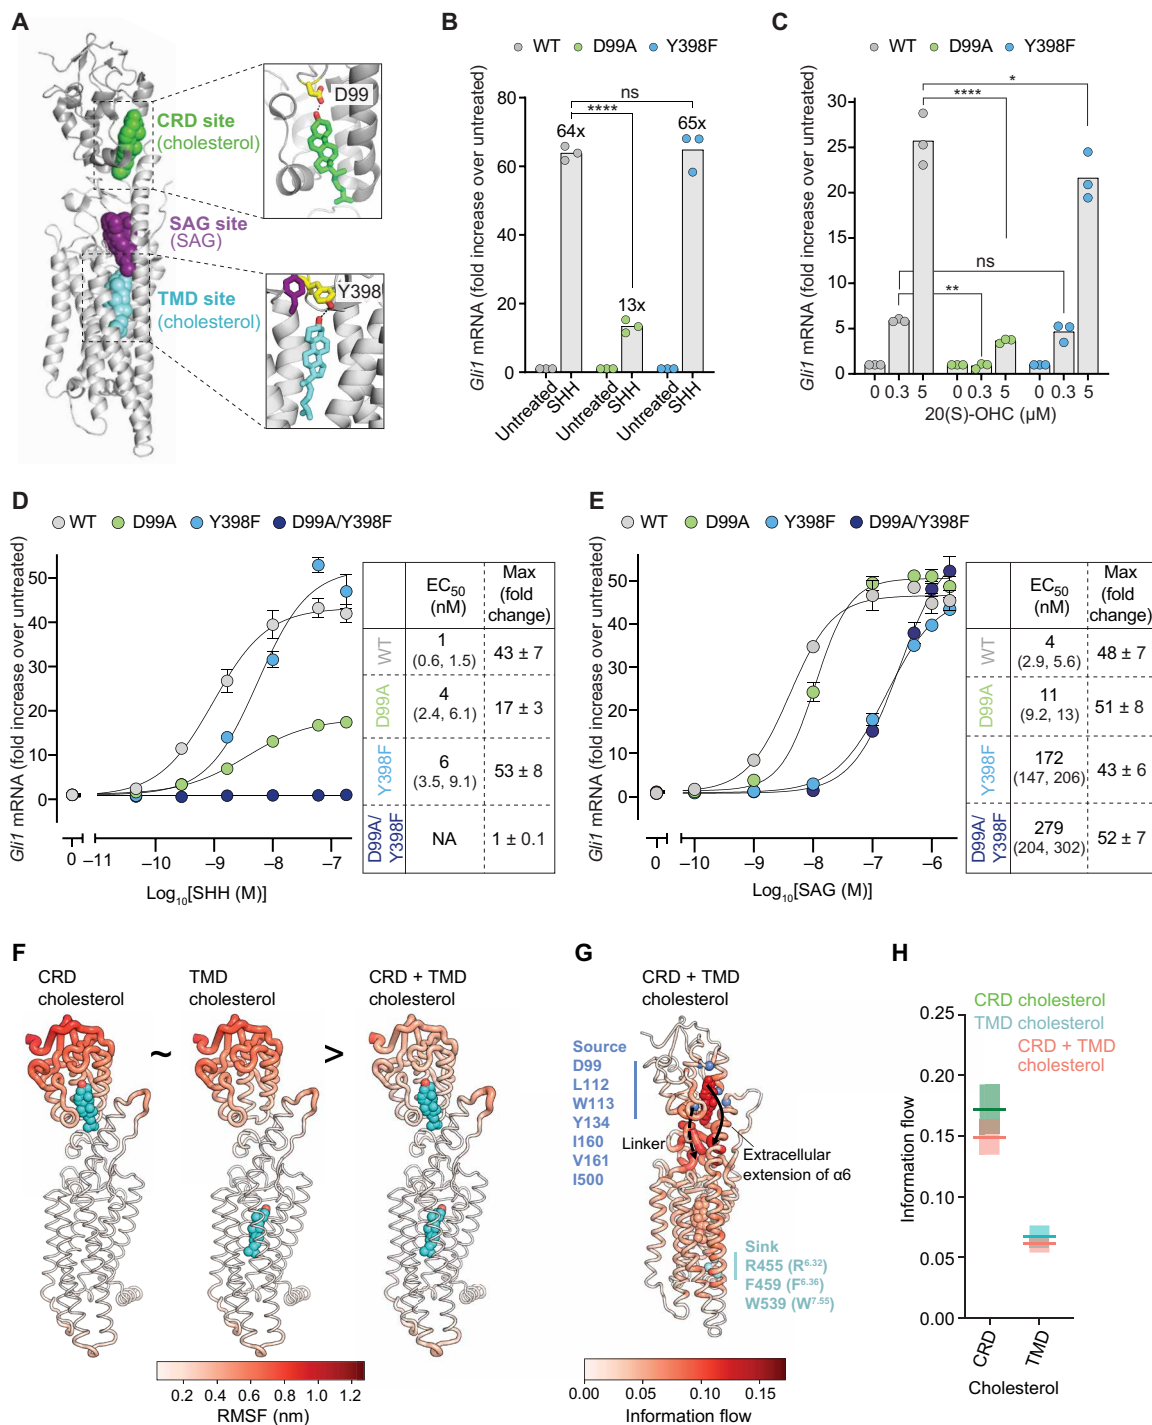 A
CRD site
(cholesterol)
SAG site
(SAG)
TMD site
(cholesterol)
D99
Y398
B
WT D99A Y398F
Gli1 mRNA (fold increase over untreated)
80
60
40
20
0
ns
****
64x
13x
65x
Untreated
SHH
Untreated
SHH
Untreated
SHH
C
WT D99A Y398F
Gli1 mRNA (fold increase over untreated)
30
25
20
15
10
5
0
*
****
ns
**
0 0.3 5 0 0.3 5 0 0.3 5
20(S)-OHC (μM)
D
WT D99A Y398F D99A/Y398F
Gli1 mRNA (fold increase over untreated)
50
40
30
20
10
0
0 –11 –10 –9 –8 –7
Log10[SHH (M)]
EC50 (nM) Max (fold change)
WT 1 (0.6, 1.5) 43 ± 7
D99A 4 (2.4, 6.1) 17 ± 3
Y398F 6 (3.5, 9.1) 53 ± 8
D99A/Y398F NA 1 ± 0.1
E
WT D99A Y398F D99A/Y398F
Gli1 mRNA (fold increase over untreated)
50
40
30
20
10
0
0 –10 –9 –8 –7 –6
Log10[SAG (M)]
EC50 (nM) Max (fold change)
WT 4 (2.9, 5.6) 48 ± 7
D99A 11 (9.2, 13) 51 ± 8
Y398F 172 (147, 206) 43 ± 6
D99A/Y398F 279 (204, 302) 52 ± 7
F
CRD cholesterol
~
TMD cholesterol
>
CRD + TMD cholesterol
0.2 0.4 0.6 0.8 1.0 1.2
RMSF (nm)
G
CRD + TMD
cholesterol
Source
D99
L112
W113
Y134
I160
V161
I500
Linker
Extracellular
extension of α6
Sink
R455 (R6.32)
F459 (F6.36)
W539 (W7.55)
0.00 0.05 0.10 0.15
Information flow
H
CRD cholesterol
TMD cholesterol
CRD + TMD
cholesterol
Information flow
0.25
0.20
0.15
0.10
0.05
0.00
CRD
TMD
Cholesterol